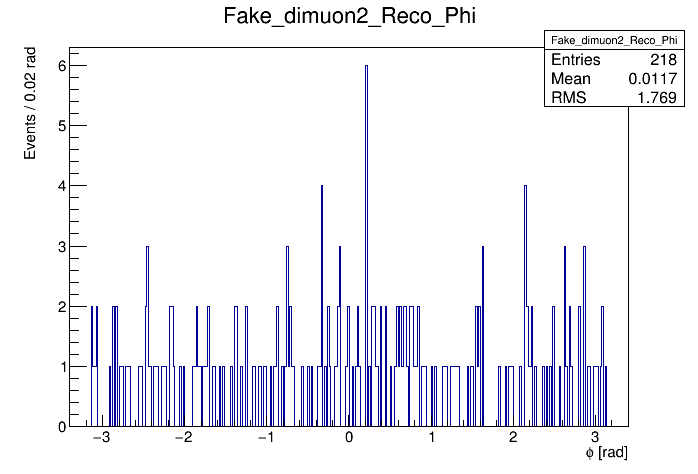 Fake_dimuon2_Reco_Phi
Fake_dimuon2_Reco_Phi
Entries 218
Mean 0.0117
RMS 1.769
Events / 0.02 rad
6
5
4
3
2
1
0
−3 −2 −1 0 1 2 3
ϕ [rad]